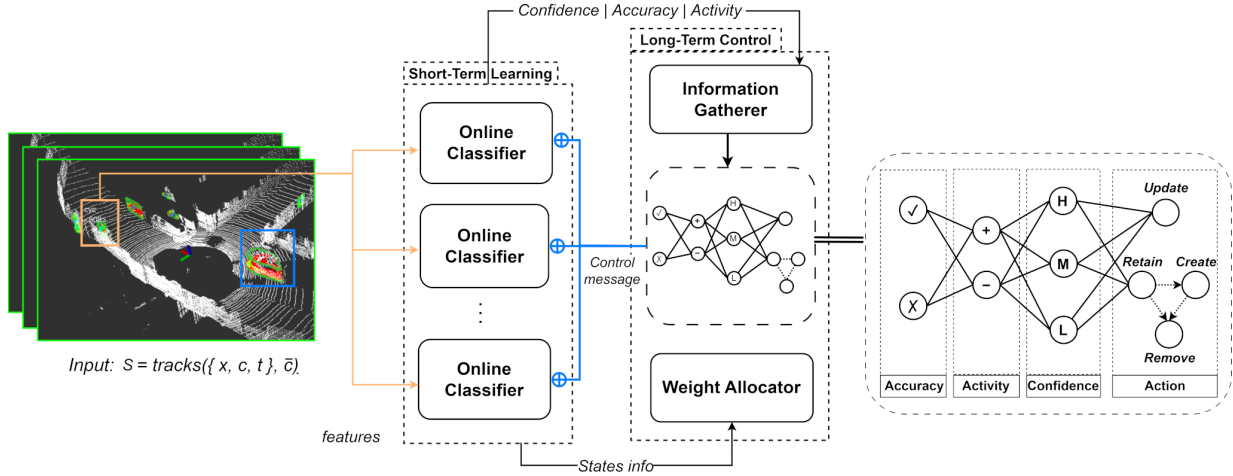 Confidence | Accuracy | Activity
Short-Term Learning
Long-Term Control
Information
Gatherer
Online
Classifier
Online
Classifier
Online
Classifier
Control
message
H
M
L
✓
X
+
−
Weight Allocator
Input: S = tracks({ x, c, t }, c̄)
features
States info
✓
X
+
−
H
M
L
Update
Retain
Create
Remove
Accuracy
Activity
Confidence
Action